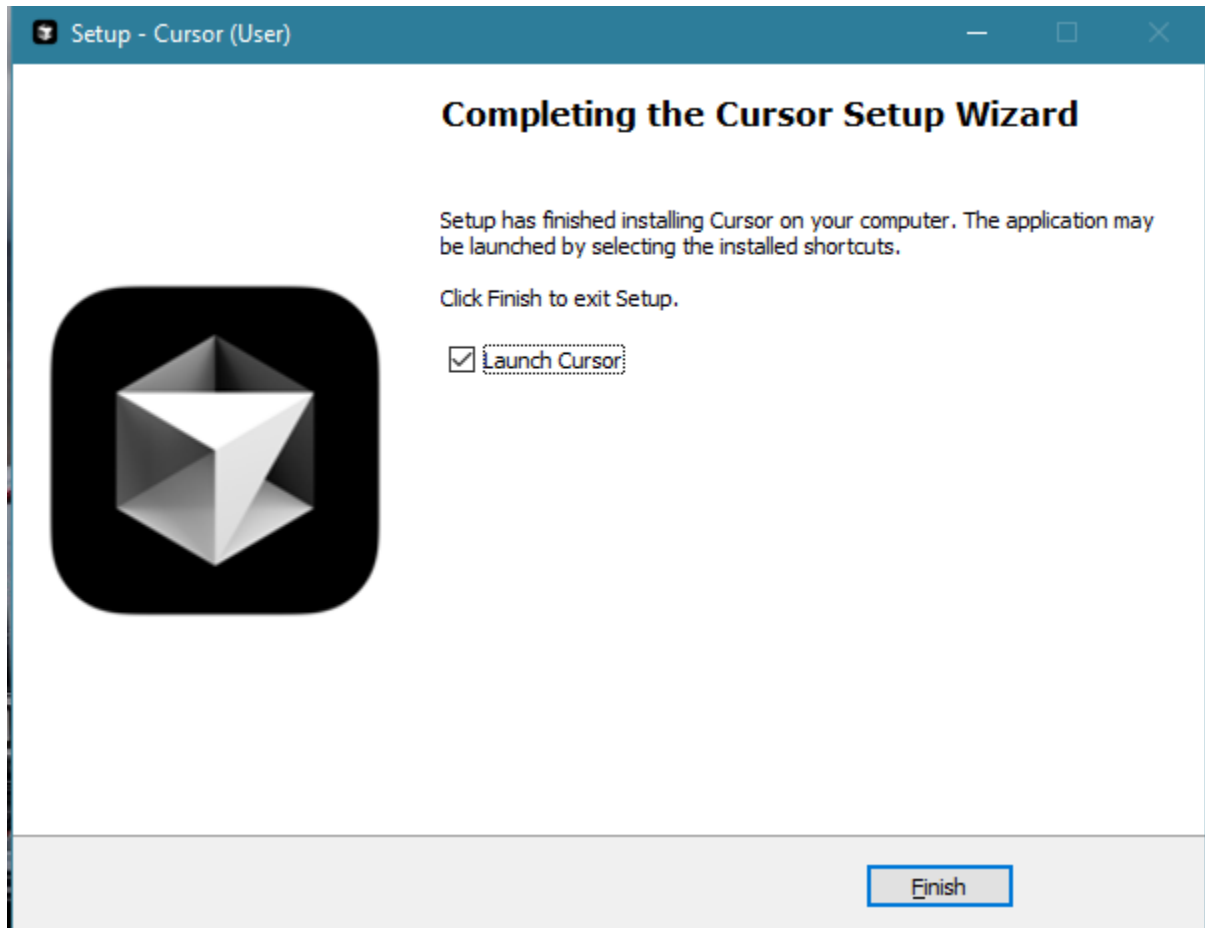 Setup - Cursor (User)
Completing the Cursor Setup Wizard
Setup has finished installing Cursor on your computer. The application may
be launched by selecting the installed shortcuts.
Click Finish to exit Setup.
Launch Cursor
Finish